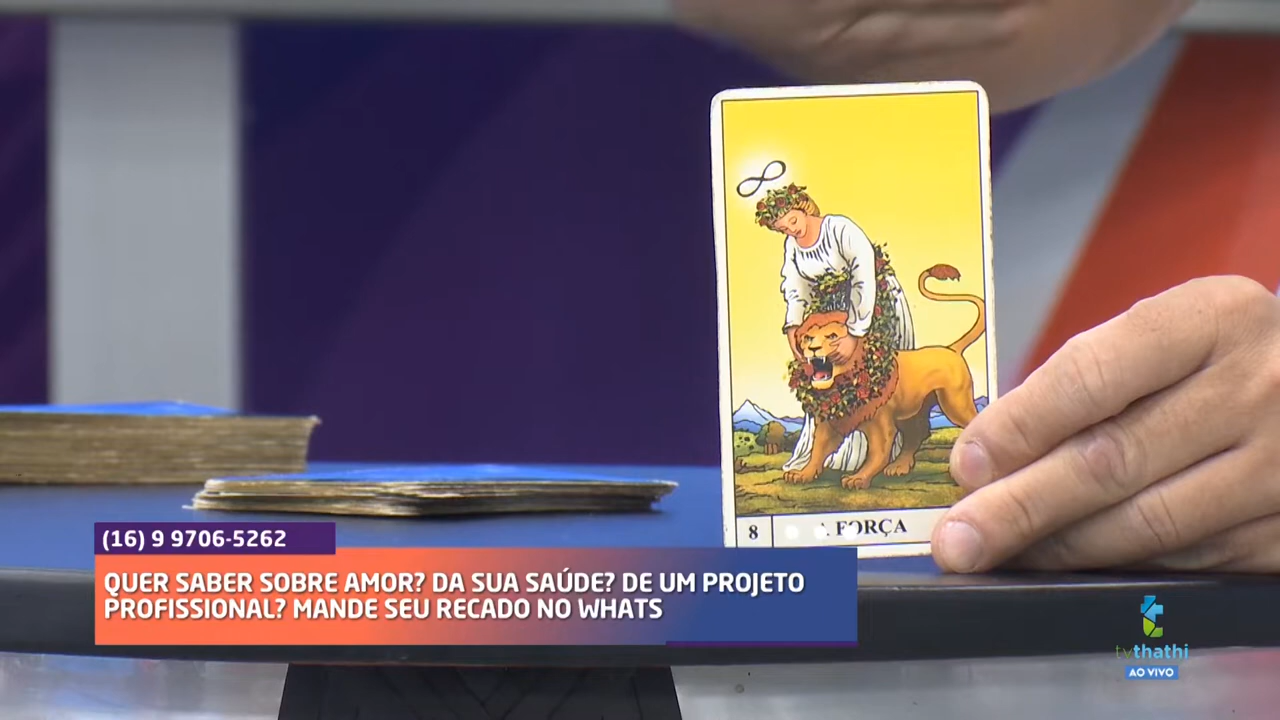 8 FORÇA
(16) 9 9706-5262
QUER SABER SOBRE AMOR? DA SUA SAÚDE? DE UM PROJETO
PROFISSIONAL? MANDE SEU RECADO NO WHATS
tvthathi
AO VIVO